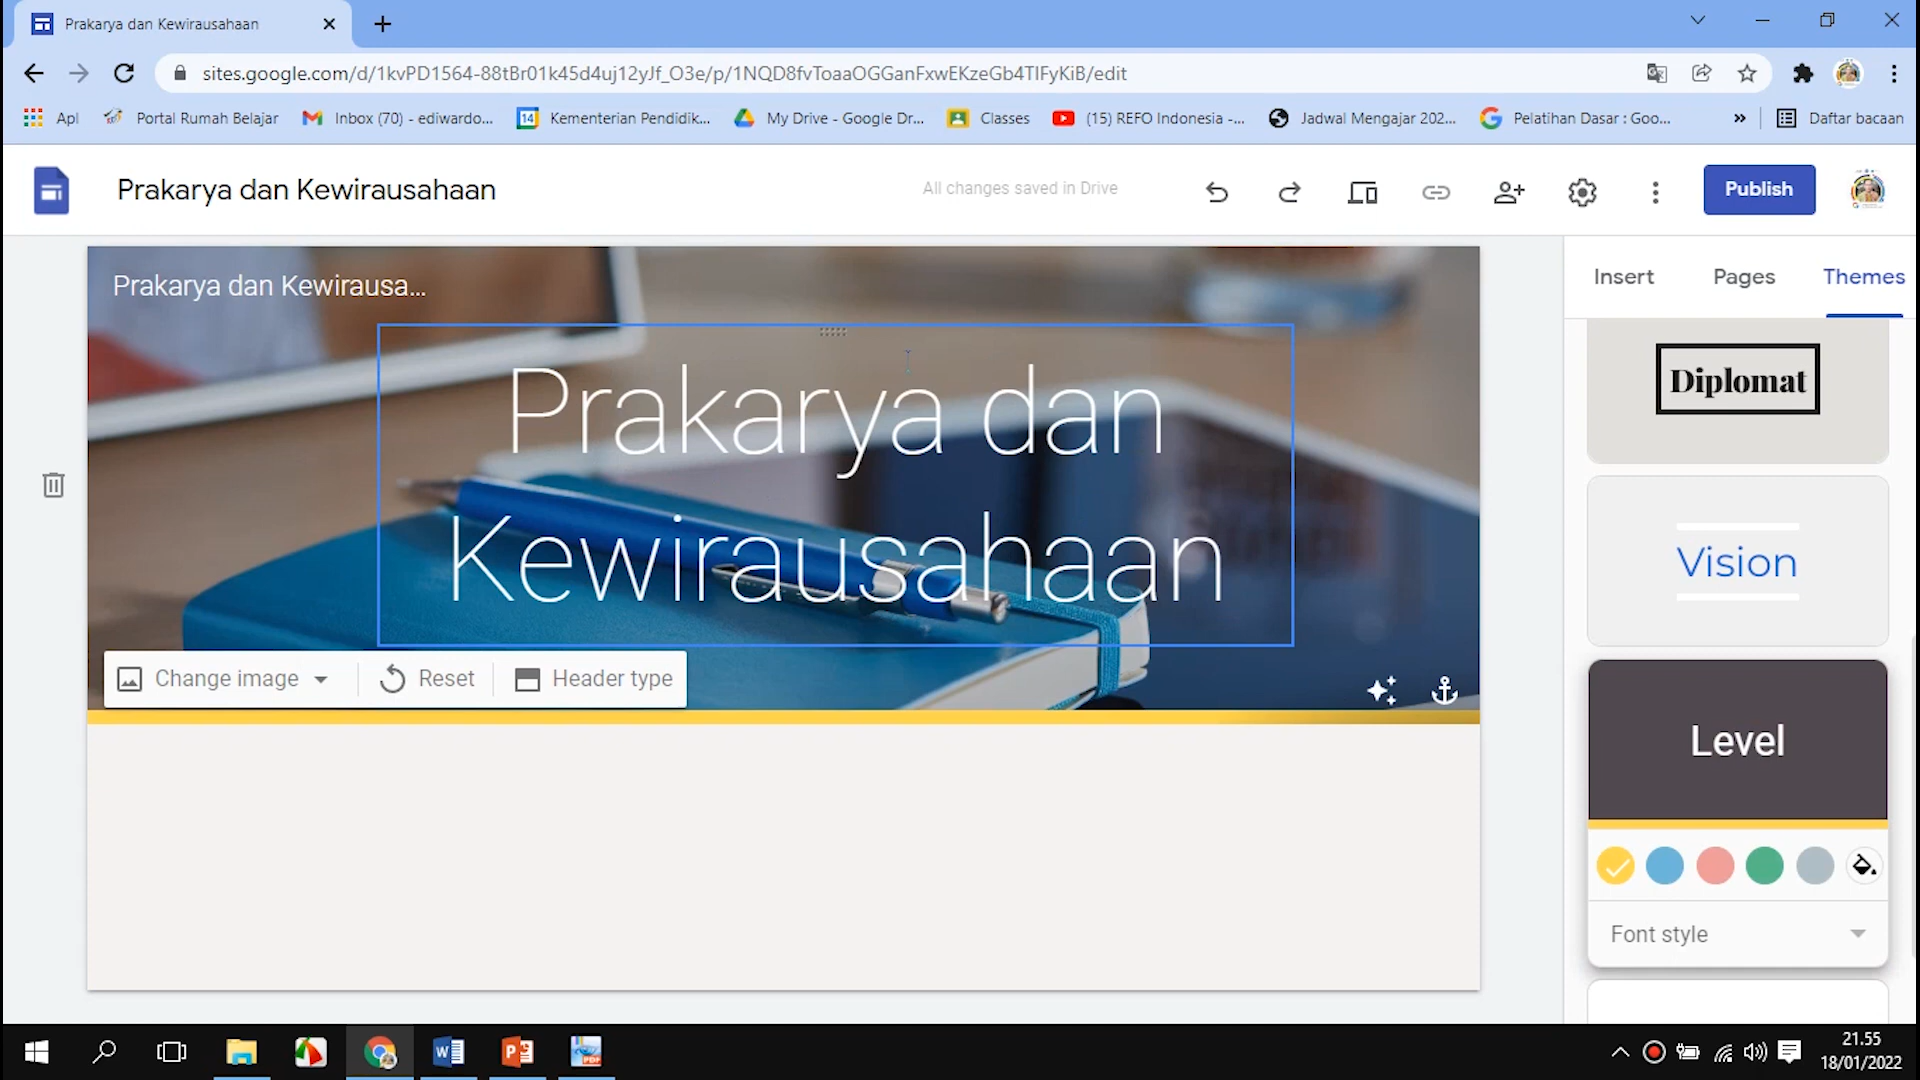 Prakarya dan Kewirausahaan
sites.google.com/d/1kvPD1564-88tBr01k45d4uj12yJf_O3e/p/1NQD8fvToaaOGGanFxwEKzeGb4TIFyKiB/edit
Apl
Portal Rumah Belajar
Inbox (70) - ediwardo...
14
Kementerian Pendidik...
My Drive - Google Dr...
Classes
(15) REFO Indonesia -...
Jadwal Mengajar 202...
Pelatihan Dasar : Goo...
»
Daftar bacaan
Prakarya dan Kewirausahaan
All changes saved in Drive
Publish
Prakarya dan Kewirausa...
Insert
Pages
Themes
Prakarya dan
Kewirausahaan
Diplomat
Vision
Change image
Reset
Header type
Level
Font style
21.55
18/01/2022